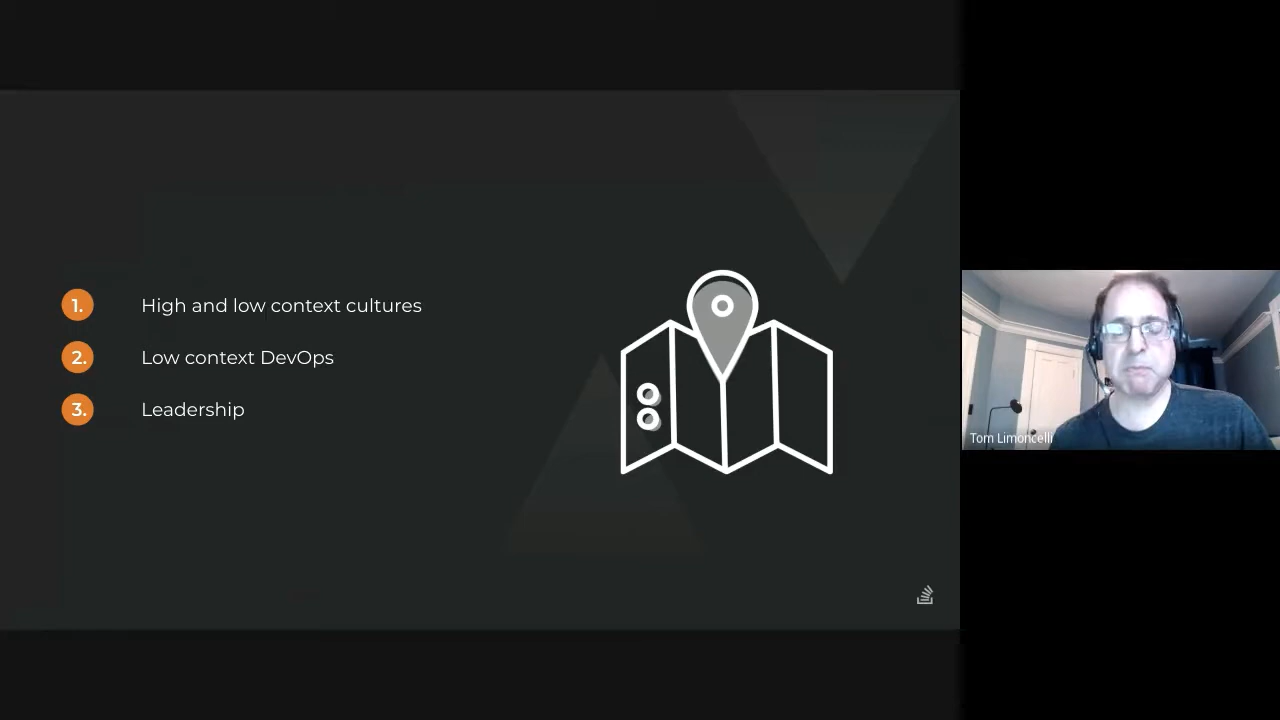 1. High and low context cultures
2. Low context DevOps
3. Leadership
Tom Limoncelli